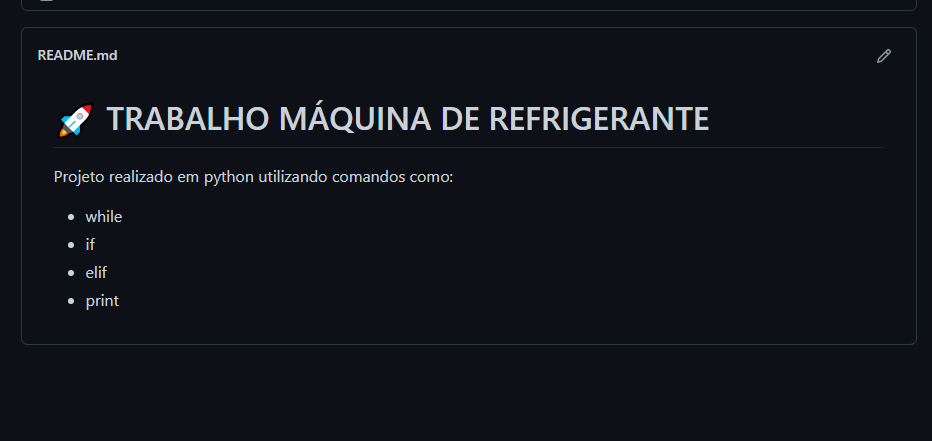 README.md
🚀 TRABALHO MÁQUINA DE REFRIGERANTE
Projeto realizado em python utilizando comandos como:
• while
• if
• elif
• print